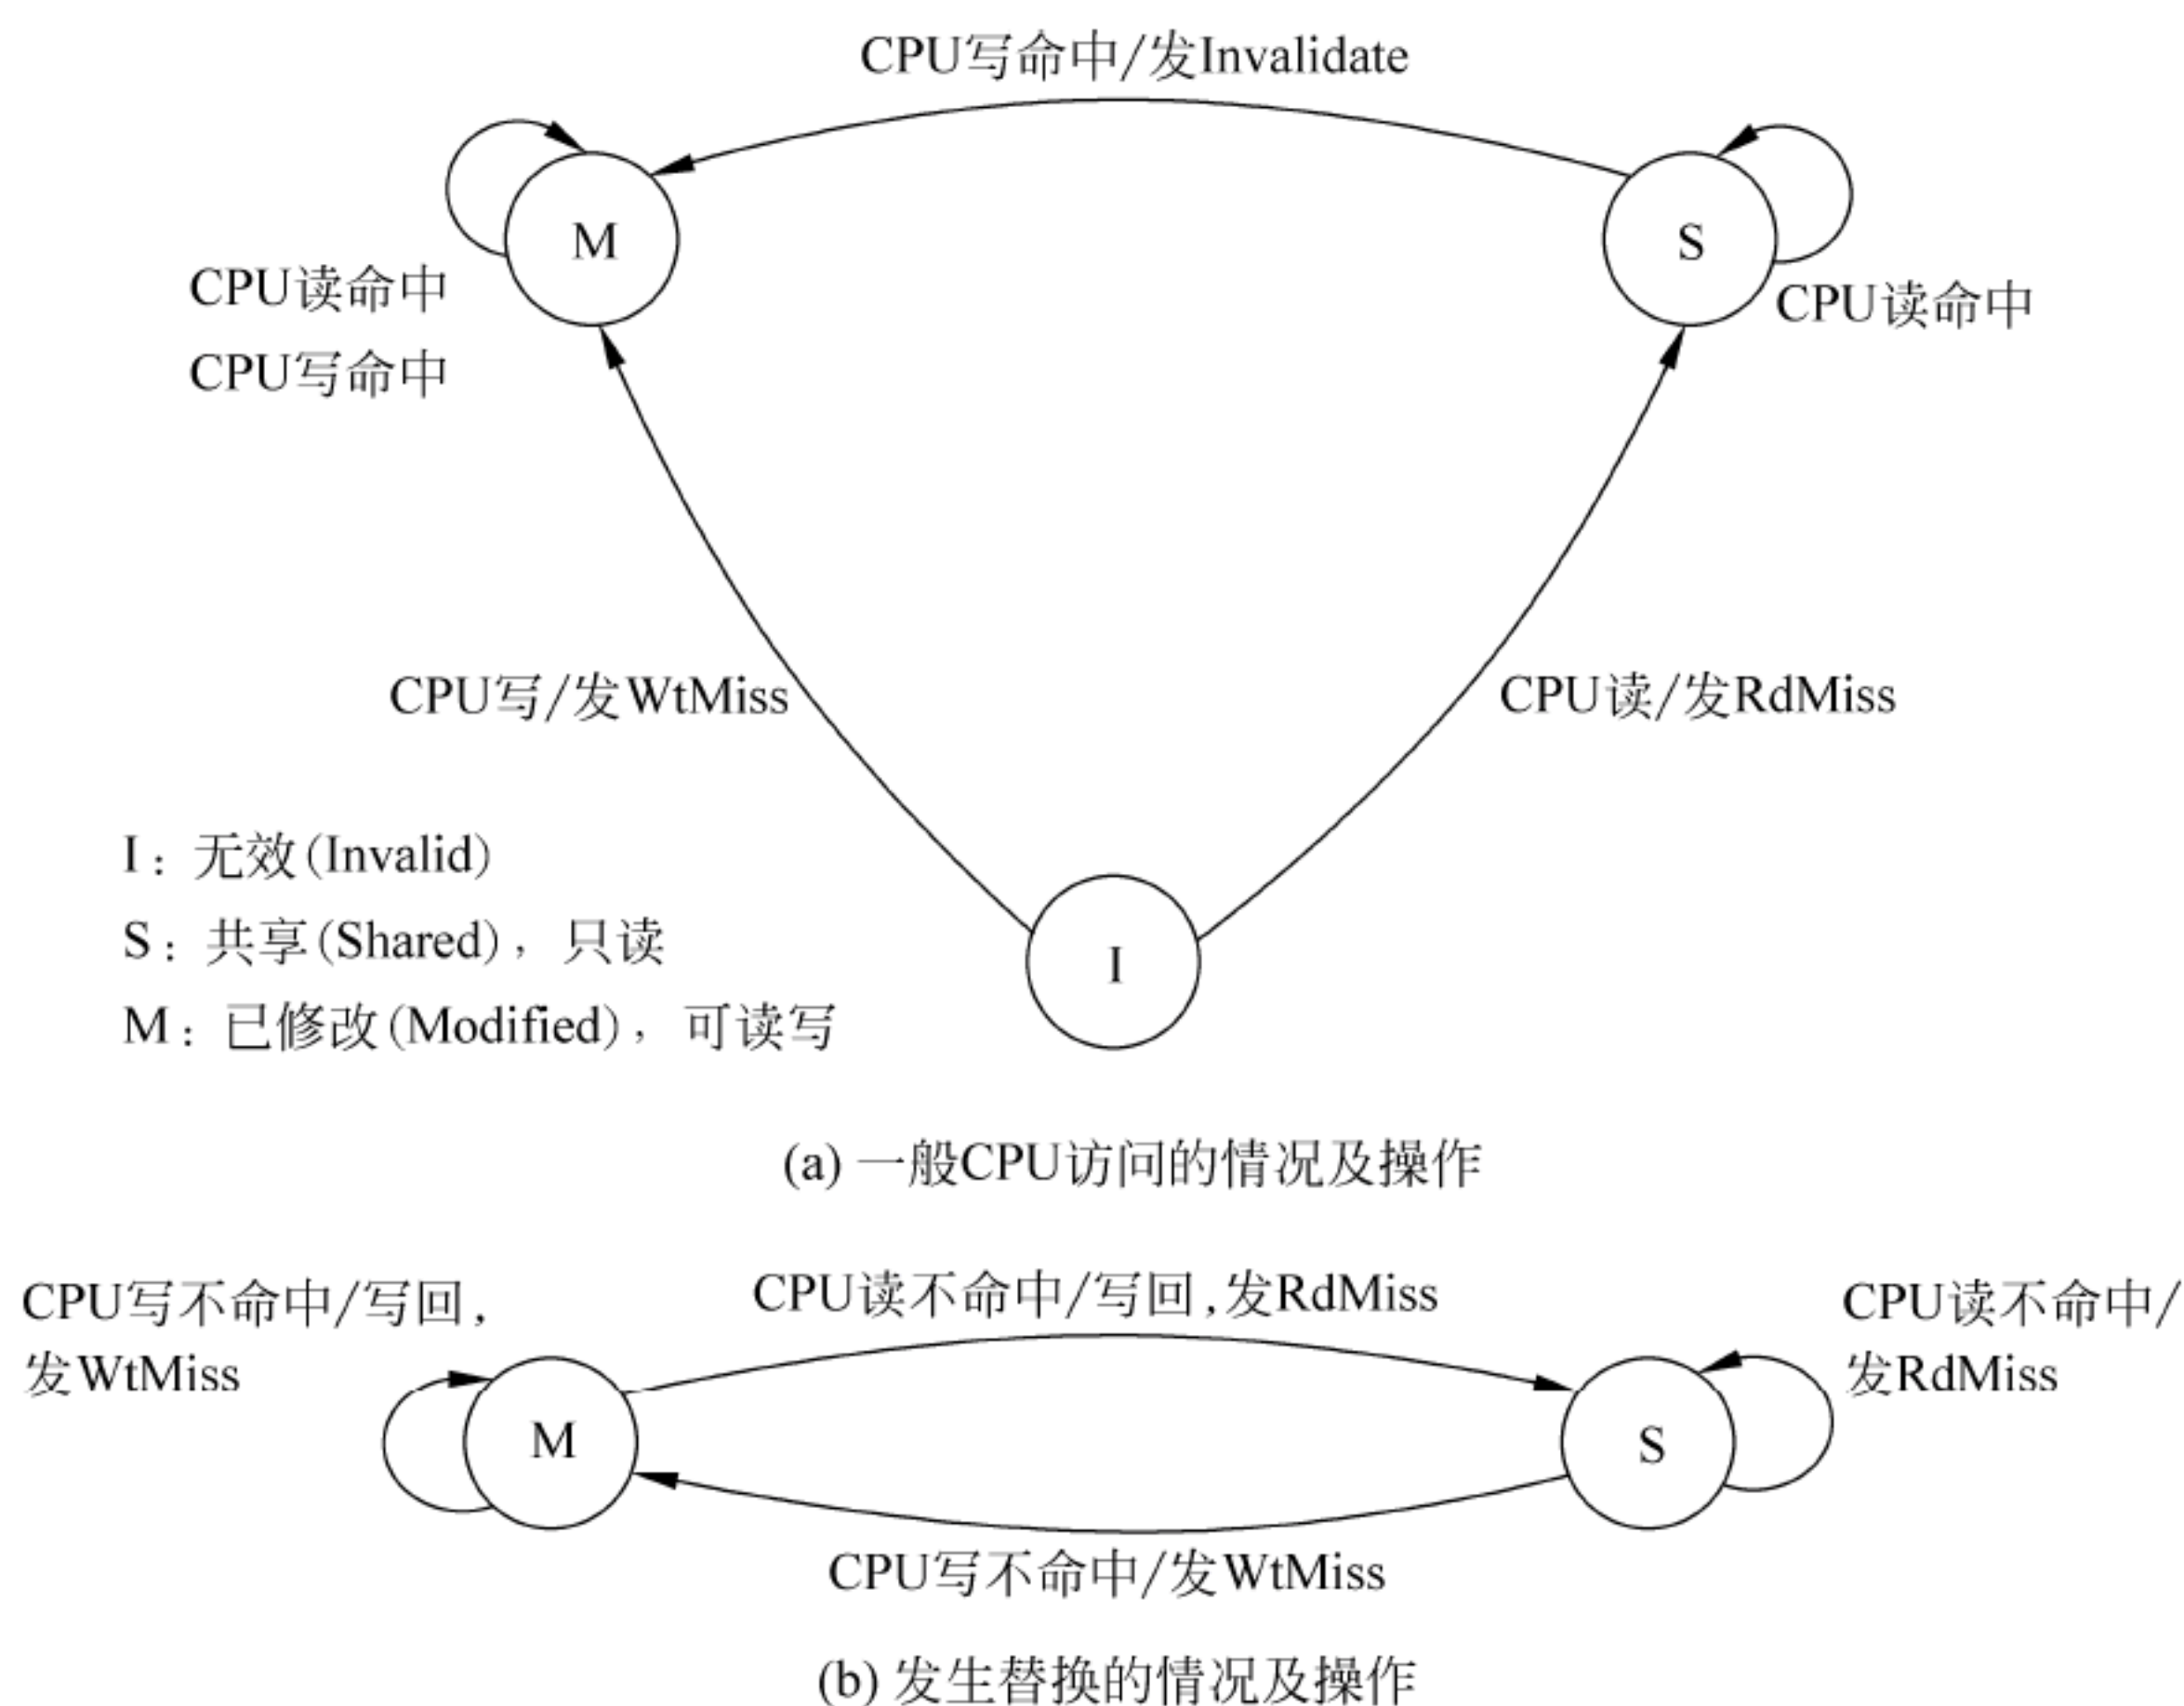 CPU写命中/发Invalidate
M
S
CPU读命中
CPU写命中
CPU读命中
CPU写/发WtMiss
CPU读/发RdMiss
I：无效(Invalid)
S：共享(Shared)，只读
M：已修改(Modified)，可读写
I
(a) 一般CPU访问的情况及操作
CPU写不命中/写回，
发WtMiss
CPU读不命中/写回,发RdMiss
CPU读不命中/
发RdMiss
M
S
CPU写不命中/发WtMiss
(b) 发生替换的情况及操作